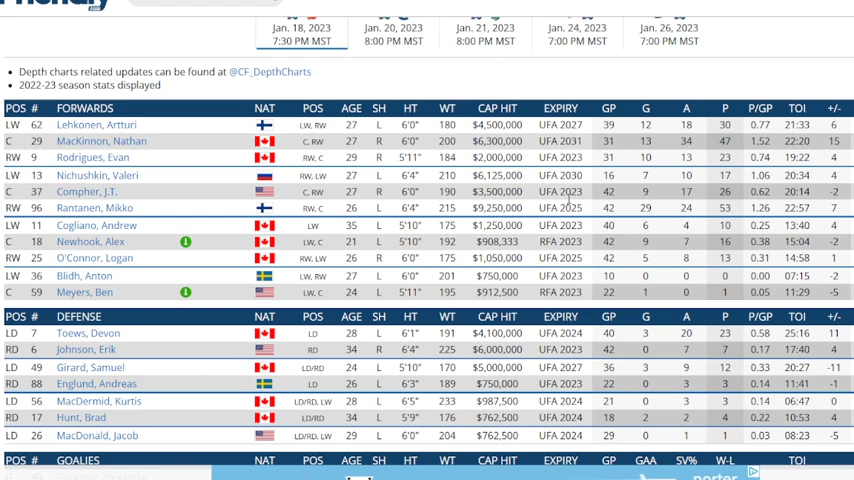 Jan. 18, 2023 Jan. 20, 2023 Jan. 21, 2023 Jan. 24, 2023 Jan. 26, 2023
7:30 PM MST 8:00 PM MST 8:00 PM MST 7:00 PM MST 7:00 PM MST
Depth charts related updates can be found at @CF_DepthCharts
2022-23 season stats displayed
POS # FORWARDS NAT POS AGE SH HT WT CAP HIT EXPIRY GP G A P P/GP TOI +/-
LW 62 Lehkonen, Artturi LW, RW 27 L 6'0" 180 $4,500,000 UFA 2027 39 12 18 30 0.77 21:33 6
C 29 MacKinnon, Nathan C, RW 27 R 6'0" 200 $6,300,000 UFA 2031 31 13 34 47 1.52 22:20 15
RW 9 Rodrigues, Evan RW, C 29 R 5'11" 184 $2,000,000 UFA 2023 31 10 13 23 0.74 19:22 4
LW 13 Nichushkin, Valeri RW, LW 27 L 6'4" 210 $6,125,000 UFA 2030 16 7 10 17 1.06 20:34 4
C 37 Compher, J.T. C, RW 27 R 6'0" 190 $3,500,000 UFA 2023 42 9 17 26 0.62 20:14 -2
RW 96 Rantanen, Mikko RW, C 26 L 6'4" 215 $9,250,000 UFA 2025 42 29 24 53 1.26 22:57 7
LW 11 Cogliano, Andrew LW 35 L 5'10" 175 $1,250,000 UFA 2023 40 6 4 10 0.25 13:40 4
C 18 Newhook, Alex LW, C 21 L 5'10" 192 $908,333 RFA 2023 42 9 7 16 0.38 15:04 -2
RW 25 O'Connor, Logan RW, LW 26 R 6'0" 175 $1,050,000 UFA 2025 42 5 8 13 0.31 14:58 1
LW 36 Blidh, Anton LW, RW 27 L 6'0" 201 $750,000 UFA 2023 10 0 0 0 0.00 07:15 -2
C 59 Meyers, Ben LW, C 24 L 5'11" 195 $912,500 RFA 2023 22 1 0 1 0.05 11:29 -5
POS # DEFENSE NAT POS AGE SH HT WT CAP HIT EXPIRY GP G A P P/GP TOI +/-
LD 7 Toews, Devon LD 28 L 6'1" 191 $4,100,000 UFA 2024 40 3 20 23 0.58 25:16 11
RD 6 Johnson, Erik RD 34 R 6'4" 225 $6,000,000 UFA 2023 42 0 7 7 0.17 17:40 4
LD 49 Girard, Samuel LD/RD 24 L 5'10" 170 $5,000,000 UFA 2027 36 3 9 12 0.33 20:27 -11
RD 88 Englund, Andreas LD 26 L 6'3" 189 $750,000 UFA 2023 22 0 3 3 0.14 11:41 -1
LD 56 MacDermid, Kurtis LD/RD, LW 28 L 6'5" 233 $987,500 UFA 2024 21 0 3 3 0.14 06:47 0
RD 17 Hunt, Brad LD/RD 34 L 5'9" 176 $762,500 UFA 2024 18 2 2 4 0.22 10:53 4
LD 26 MacDonald, Jacob LD/RD, LW 29 L 6'0" 204 $762,500 UFA 2024 29 0 1 1 0.03 08:23 -5
POS # GOALIES NAT POS AGE SH HT WT CAP HIT EXPIRY GP GAA SV% W-L TOI
porter